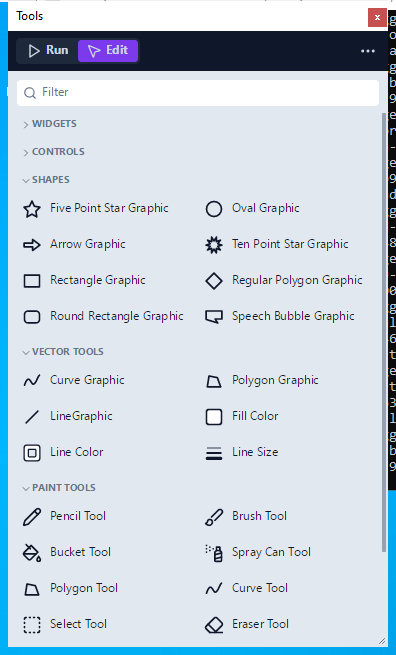 Tools
x
Run Edit
Filter
WIDGETS
CONTROLS
SHAPES
Five Point Star Graphic Oval Graphic
Arrow Graphic Ten Point Star Graphic
Rectangle Graphic Regular Polygon Graphic
Round Rectangle Graphic Speech Bubble Graphic
VECTOR TOOLS
Curve Graphic Polygon Graphic
LineGraphic Fill Color
Line Color Line Size
PAINT TOOLS
Pencil Tool Brush Tool
Bucket Tool Spray Can Tool
Polygon Tool Curve Tool
Select Tool Eraser Tool